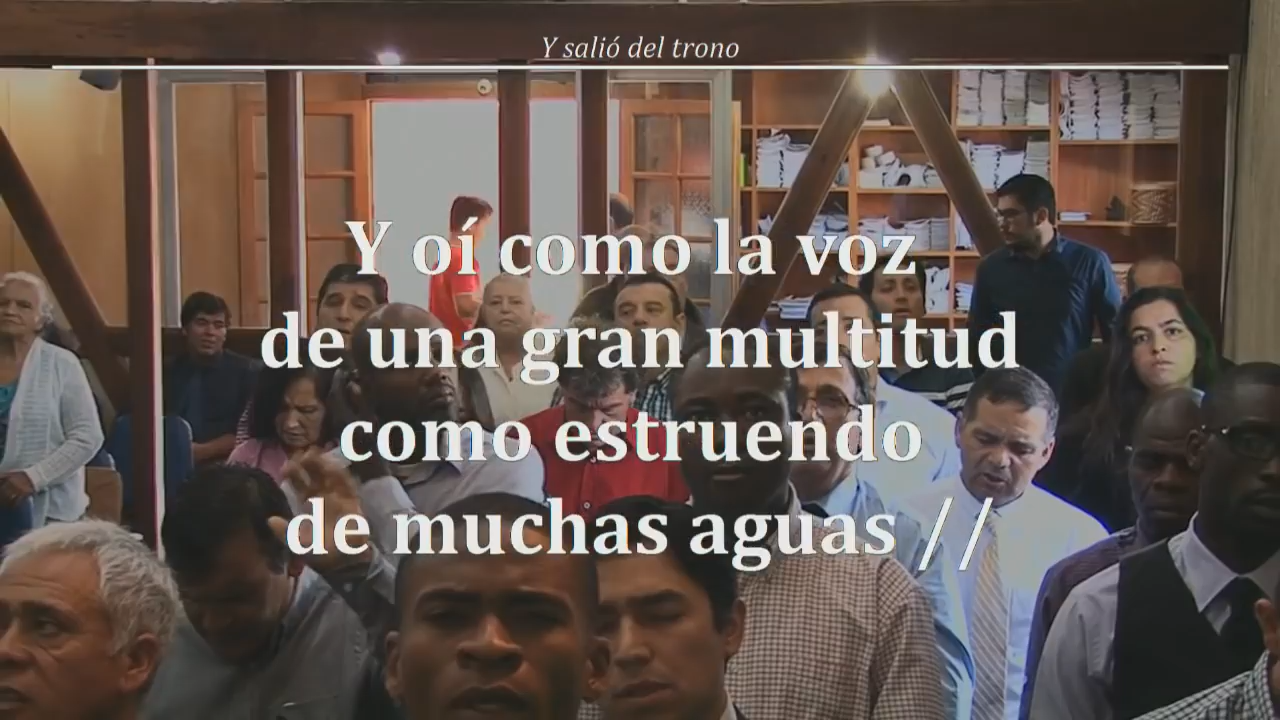 Y salió del trono
Y oí como la voz
de una gran multitud
como estruendo
de muchas aguas //